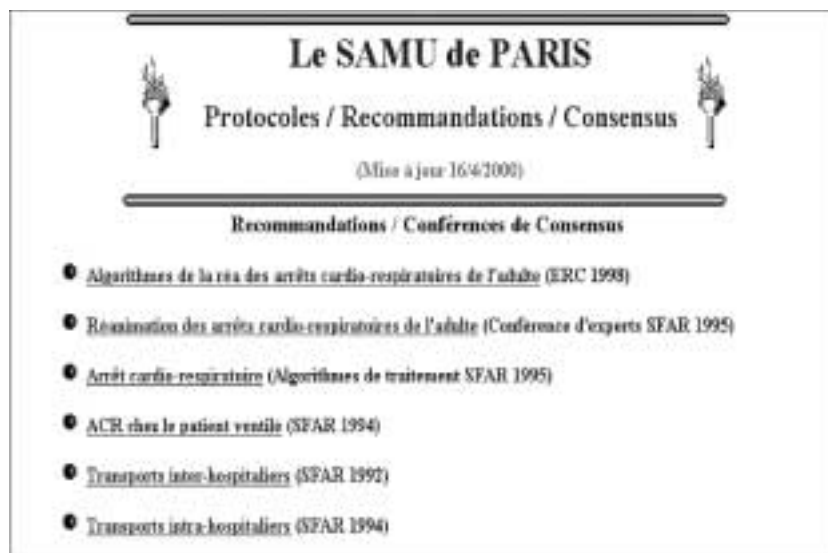 Le SAMU de PARIS
Protocoles / Recommandations / Consensus
(Mise à jour 16/4/2000)
Recommandations / Conférences de Consensus
Algorithmes de la réa des arrêts cardio-respiratoires de l'adulte (ERC 1998)
Réanimation des arrêts cardio-respiratoires de l'adulte (Conférence d'experts SFAR 1995)
Arrêt cardio-respiratoire (Algorithmes de traitement SFAR 1995)
ACR chez le patient ventile (SFAR 1994)
Transports inter-hospitaliers (SFAR 1992)
Transports intra-hospitaliers (SFAR 1994)